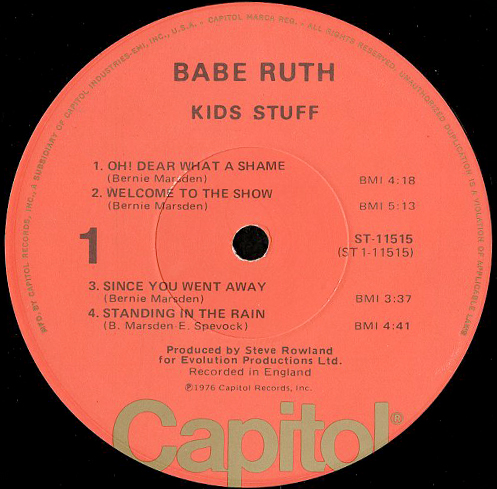 MFD. BY CAPITOL RECORDS, INC., A SUBSIDIARY OF CAPITOL INDUSTRIES-EMI, INC., U.S.A. · CAPITOL MARCA REG. · ALL RIGHTS RESERVED. UNAUTHORIZED DUPLICATION IS A VIOLATION OF APPLICABLE LAWS
BABE RUTH
KIDS STUFF
1. OH! DEAR WHAT A SHAME
(Bernie Marsden) BMI 4:18
2. WELCOME TO THE SHOW
(Bernie Marsden) BMI 5:13
1
ST-11515
(ST 1-11515)
3. SINCE YOU WENT AWAY
(Bernie Marsden) BMI 3:37
4. STANDING IN THE RAIN
(B. Marsden-E. Spevock) BMI 4:41
Produced by Steve Rowland
for Evolution Productions Ltd.
Recorded in England
℗1976 Capitol Records, Inc.
Capitol®